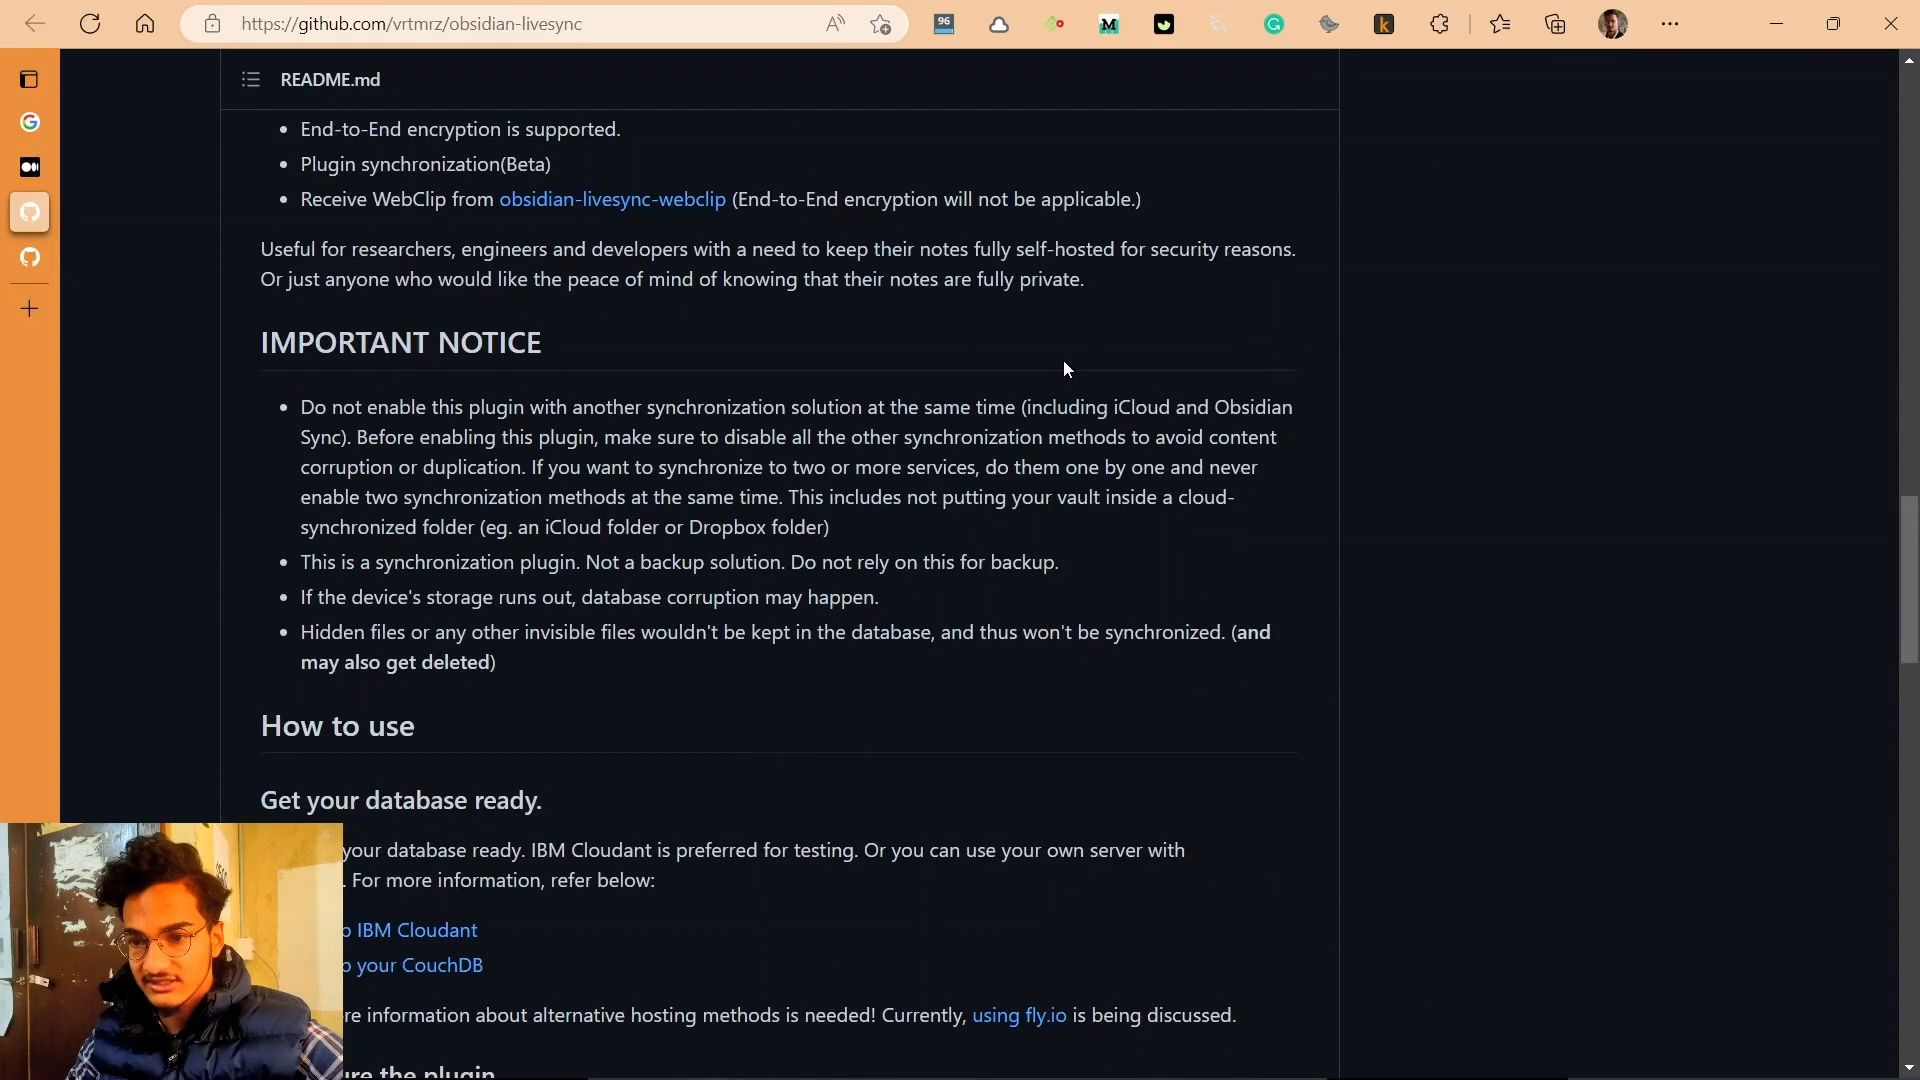 https://github.com/vrtmrz/obsidian-livesync
96
README.md
• End-to-End encryption is supported.
• Plugin synchronization(Beta)
• Receive WebClip from obsidian-livesync-webclip (End-to-End encryption will not be applicable.)
Useful for researchers, engineers and developers with a need to keep their notes fully self-hosted for security reasons.
Or just anyone who would like the peace of mind of knowing that their notes are fully private.
IMPORTANT NOTICE
• Do not enable this plugin with another synchronization solution at the same time (including iCloud and Obsidian
Sync). Before enabling this plugin, make sure to disable all the other synchronization methods to avoid content
corruption or duplication. If you want to synchronize to two or more services, do them one by one and never
enable two synchronization methods at the same time. This includes not putting your vault inside a cloud-
synchronized folder (eg. an iCloud folder or Dropbox folder)
• This is a synchronization plugin. Not a backup solution. Do not rely on this for backup.
• If the device's storage runs out, database corruption may happen.
• Hidden files or any other invisible files wouldn't be kept in the database, and thus won't be synchronized. (and
may also get deleted)
How to use
Get your database ready.
your database ready. IBM Cloudant is preferred for testing. Or you can use your own server with
. For more information, refer below:
IBM Cloudant
your CouchDB
information about alternative hosting methods is needed! Currently, using fly.io is being discussed.
the plugin